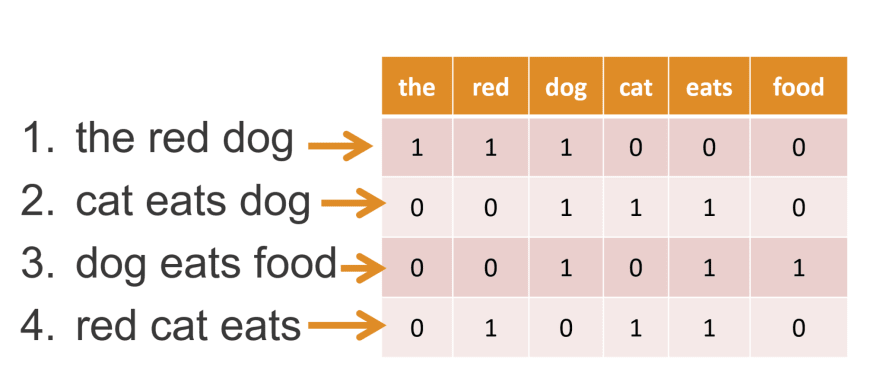 the red dog cat eats food
1. the red dog 1 1 1 0 0 0
2. cat eats dog 0 0 1 1 1 0
3. dog eats food 0 0 1 0 1 1
4. red cat eats 0 1 0 1 1 0